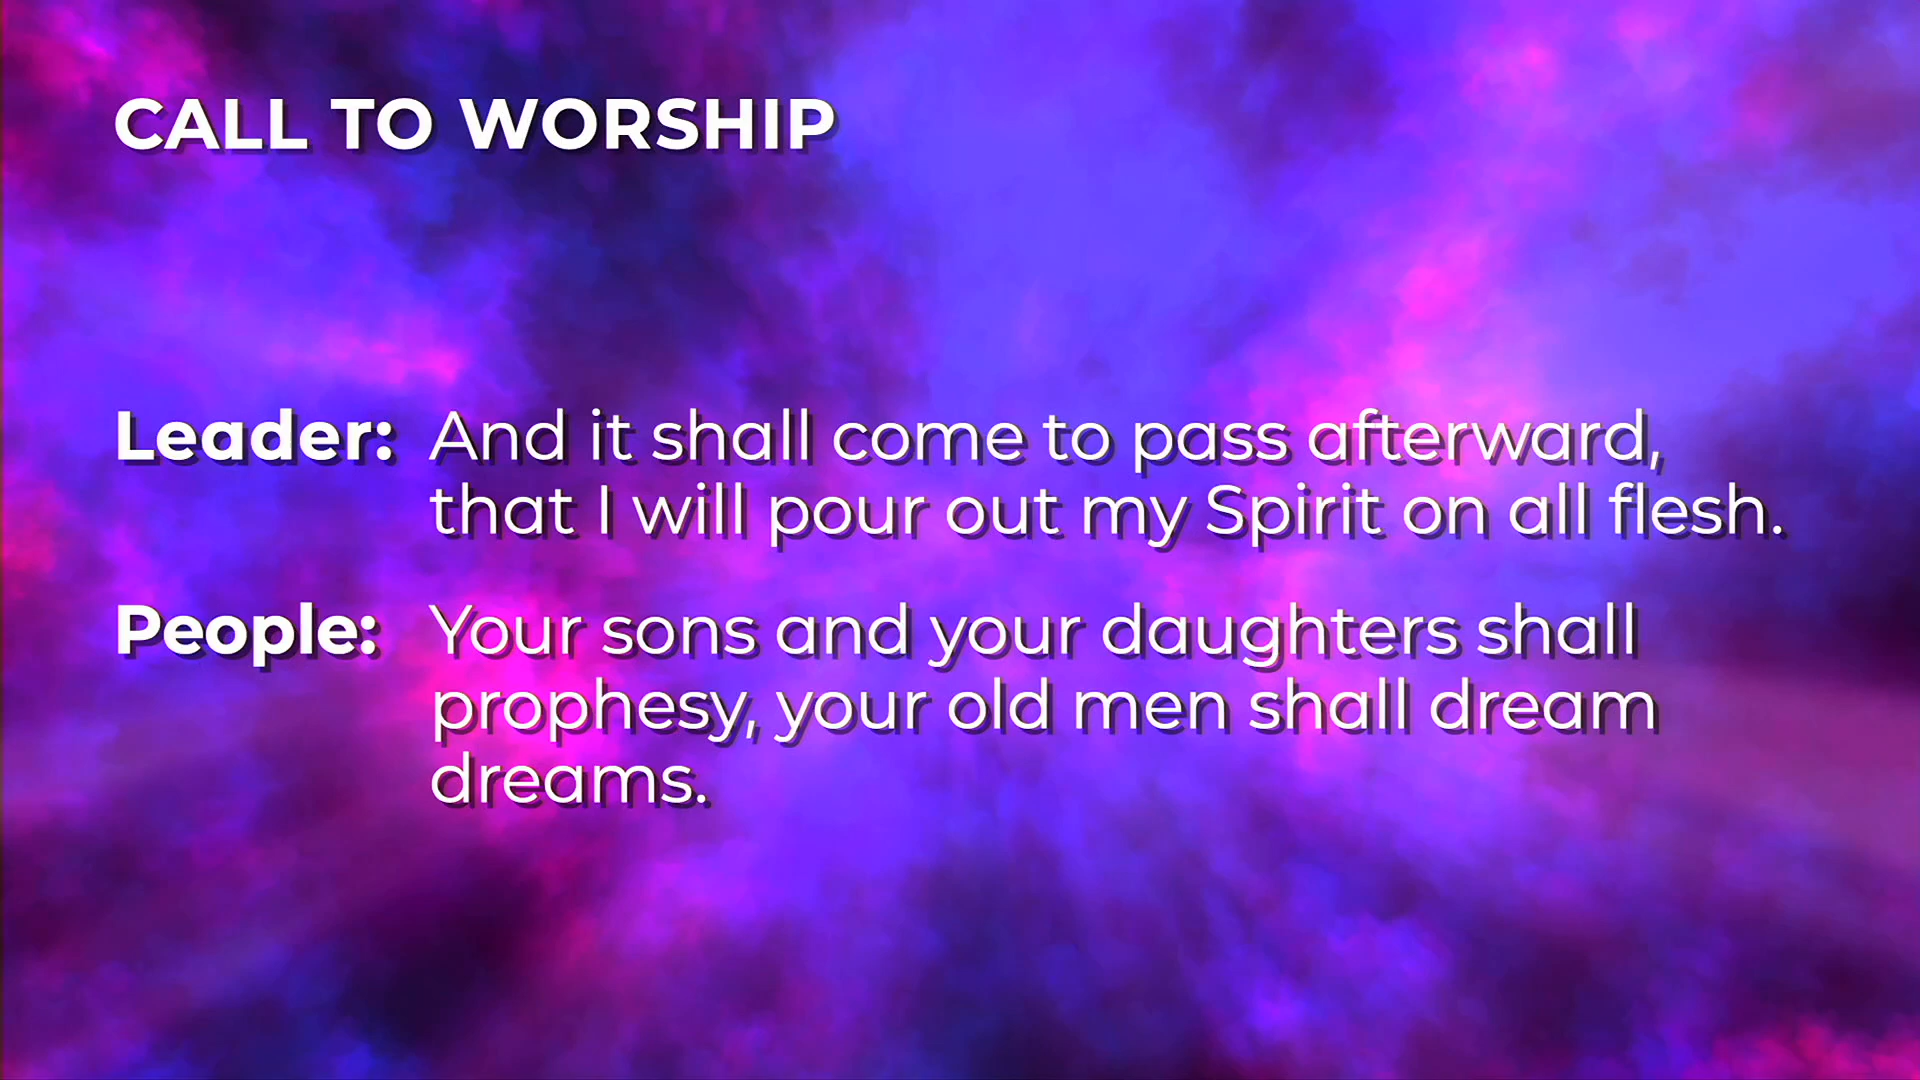 CALL TO WORSHIP
Leader: And it shall come to pass afterward,
that I will pour out my Spirit on all flesh.
People: Your sons and your daughters shall
prophesy, your old men shall dream
dreams.